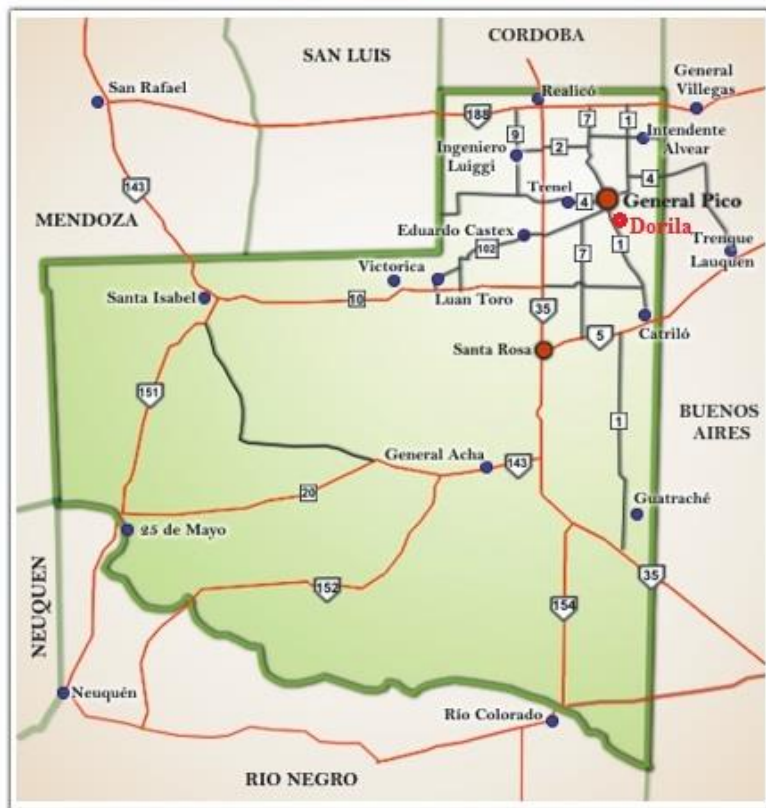 CORDOBA
SAN LUIS
General
Villegas
San Rafael
Realicó
188
7
1
9
Intendente
Alvear
Ingeniero
Luiggi
2
143
4
Trenel
4
General Pico
MENDOZA
Dorila
Eduardo Castex
1
Trenque
Lauquen
102
7
Victorica
Santa Isabel
10
Luan Toro
35
Catriló
5
Santa Rosa
151
BUENOS
AIRES
1
General Acha
143
20
Guatraché
25 de Mayo
NEUQUEN
152
35
154
Neuquén
Río Colorado
RIO NEGRO